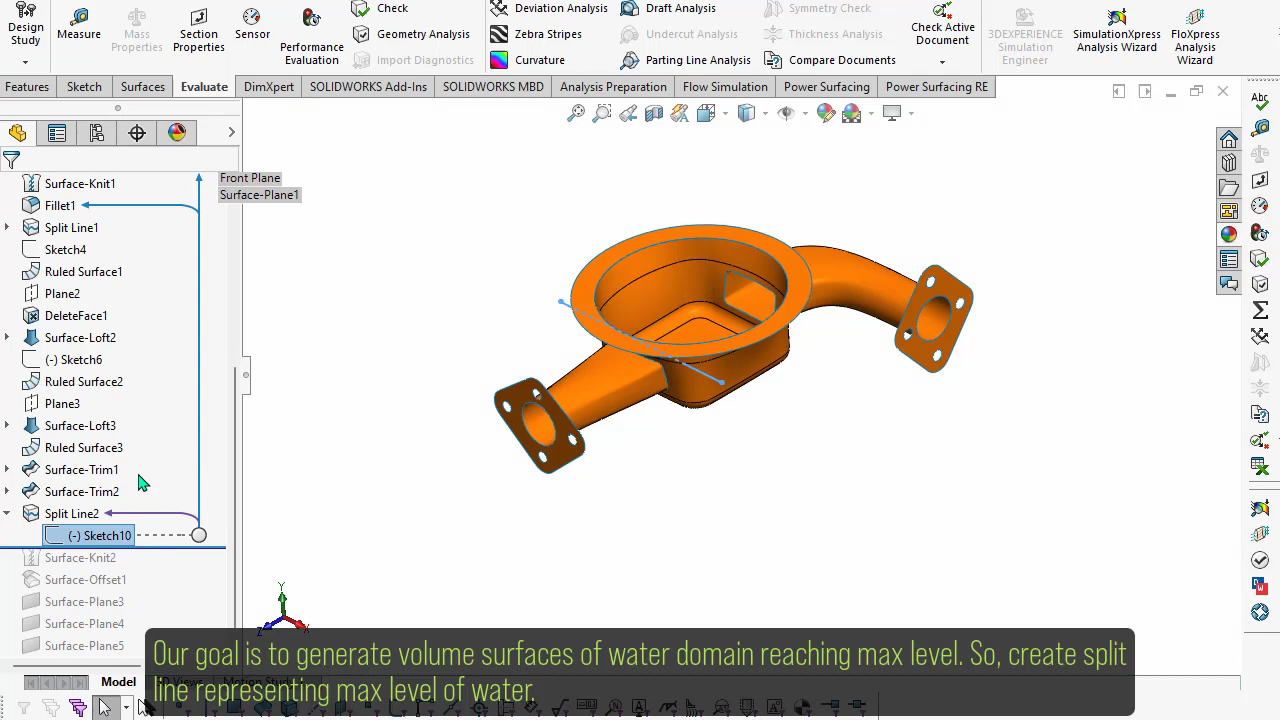 Design
Study
Measure
Mass
Properties
Section
Properties
Sensor
Performance
Evaluation
Check
Geometry Analysis
Import Diagnostics
Deviation Analysis
Zebra Stripes
Curvature
Draft Analysis
Undercut Analysis
Parting Line Analysis
Symmetry Check
Thickness Analysis
Compare Documents
Check Active
Document
3DEXPERIENCE
Simulation
Engineer
SimulationXpress
Analysis Wizard
FloXpress
Analysis
Wizard
Features
Sketch
Surfaces
Evaluate
DimXpert
SOLIDWORKS Add-Ins
SOLIDWORKS MBD
Analysis Preparation
Flow Simulation
Power Surfacing
Power Surfacing RE
Front Plane
Surface-Plane1
Surface-Knit1
Fillet1
Split Line1
Sketch4
Ruled Surface1
Plane2
DeleteFace1
Surface-Loft2
(-) Sketch6
Ruled Surface2
Plane3
Surface-Loft3
Ruled Surface3
Surface-Trim1
Surface-Trim2
Split Line2
(-) Sketch10
Surface-Knit2
Surface-Offset1
Surface-Plane3
Surface-Plane4
Surface-Plane5
Y
Z
X
Our goal is to generate volume surfaces of water domain reaching max level. So, create split
line representing max level of water.
Model